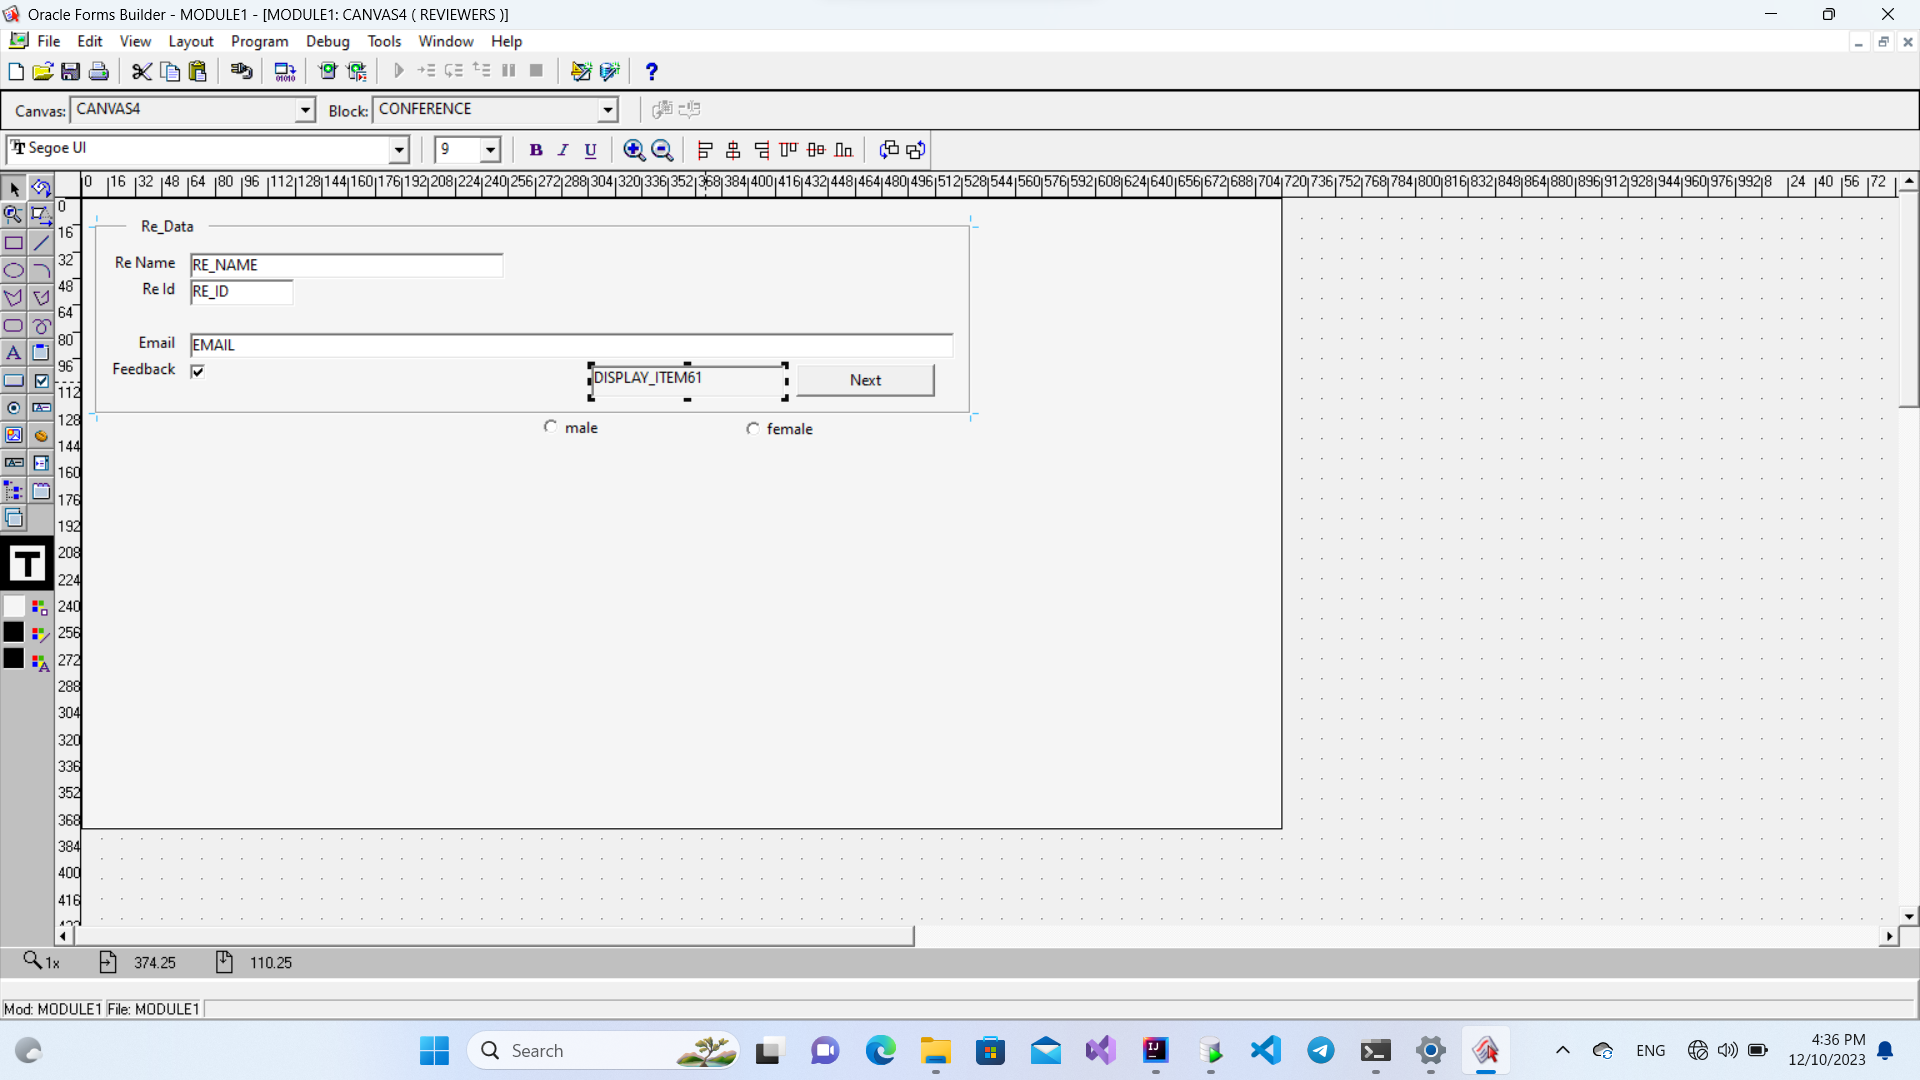 Oracle Forms Builder - MODULE1 - [MODULE1: CANVAS4 ( REVIEWERS )]
File Edit View Layout Program Debug Tools Window Help
Canvas: CANVAS4 Block: CONFERENCE
Segoe UI 9 B I U
0 16 32 48 64 80 96 112 128 144 160 176 192 208 224 240 256 272 288 304 320 336 352 368 384 400 416 432 448 464 480 496 512 528 544 560 576 592 608 624 640 656 672 688 704 720 736 752 768 784 800 816 832 848 864 880 896 912 928 944 960 976 992 8 24 40 56 72
0
16
32
48
64
80
96
112
128
144
160
176
192
208
224
240
256
272
288
304
320
336
352
368
384
400
416
Re_Data
Re Name RE_NAME
Re Id RE_ID
Email EMAIL
Feedback DISPLAY_ITEM61 Next
male female
1x 374.25 110.25
Mod: MODULE1 File: MODULE1
Search
ENG
4:36 PM
12/10/2023